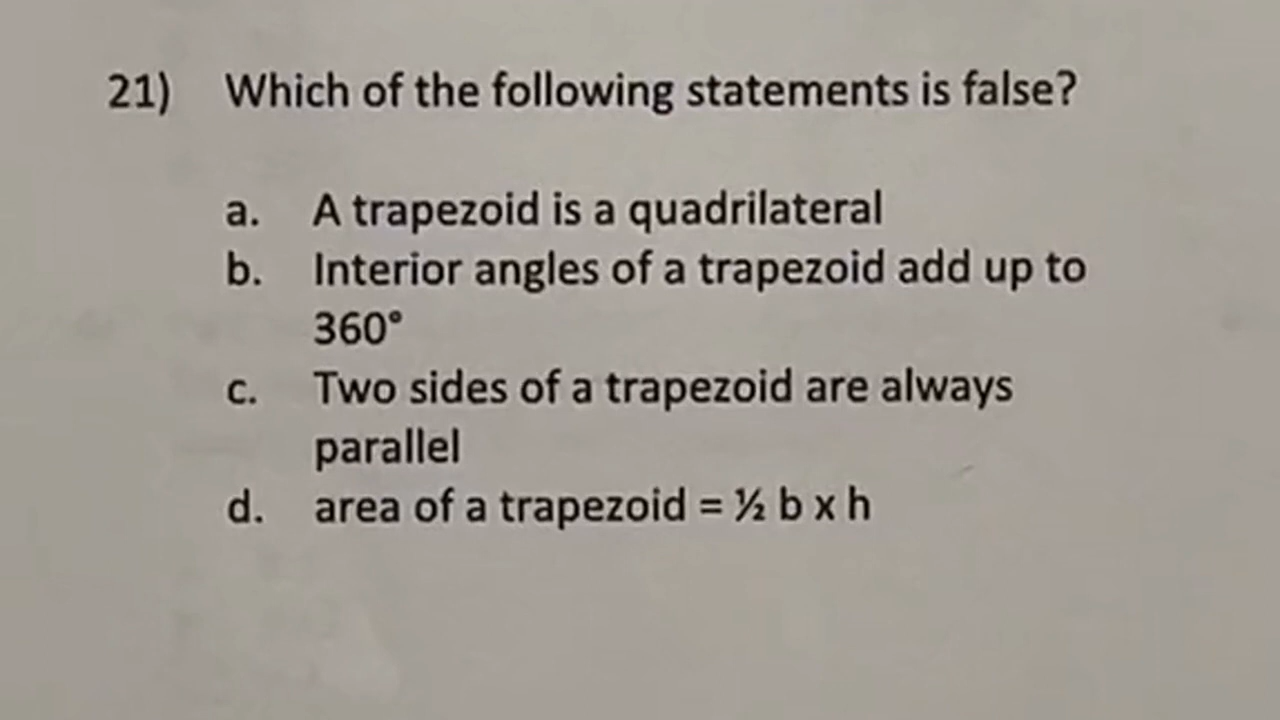 21) Which of the following statements is false?
a. A trapezoid is a quadrilateral
b. Interior angles of a trapezoid add up to
360°
c. Two sides of a trapezoid are always
parallel
d. area of a trapezoid = ½ b x h